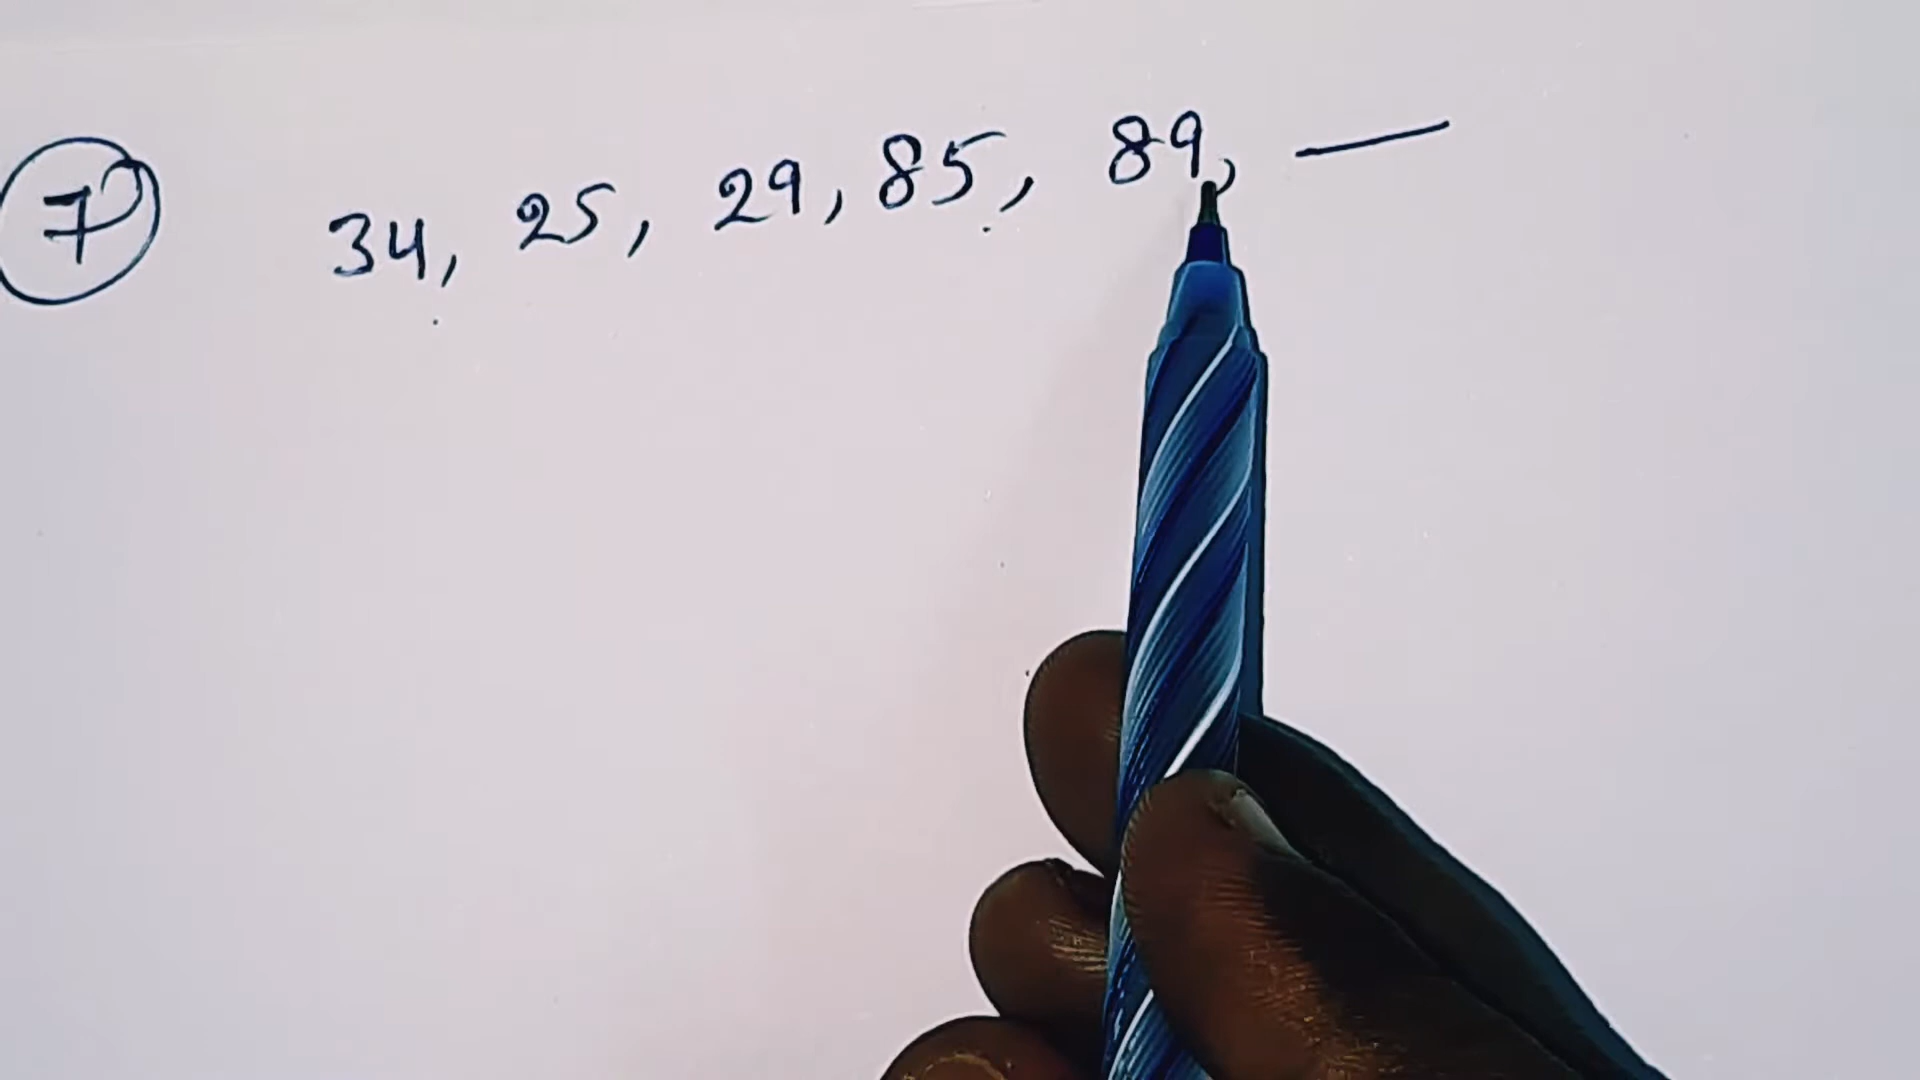 7 34, 25, 29, 85, 89, —